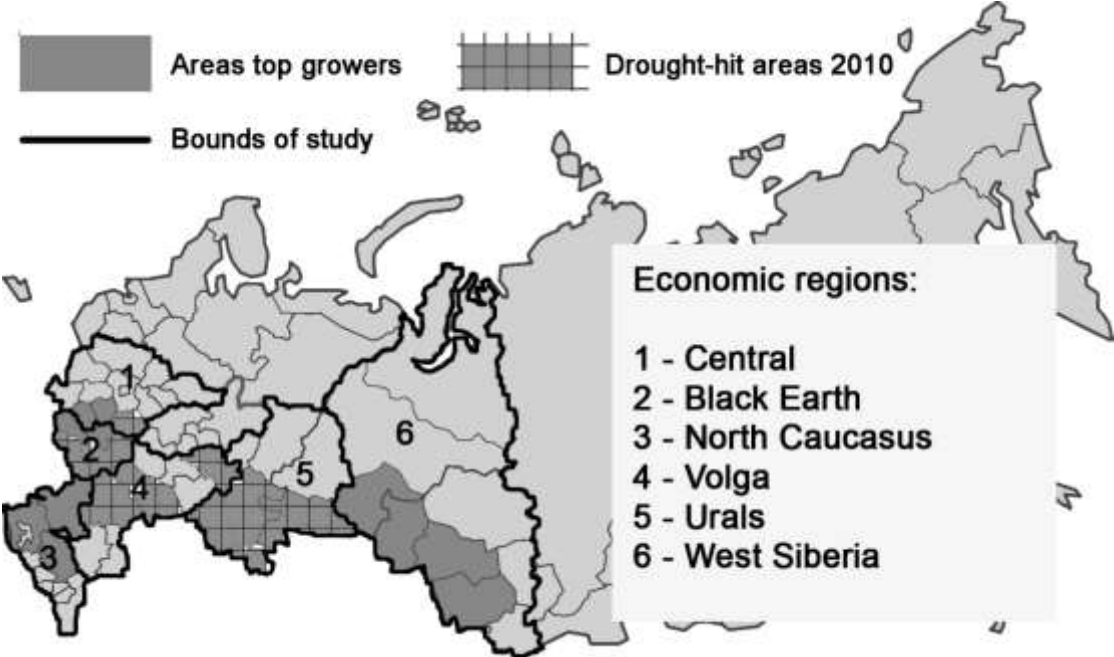 Areas top growers
Drought-hit areas 2010
Bounds of study
Economic regions:
1 - Central
2 - Black Earth
3 - North Caucasus
4 - Volga
5 - Urals
6 - West Siberia
1
2
3
4
5
6